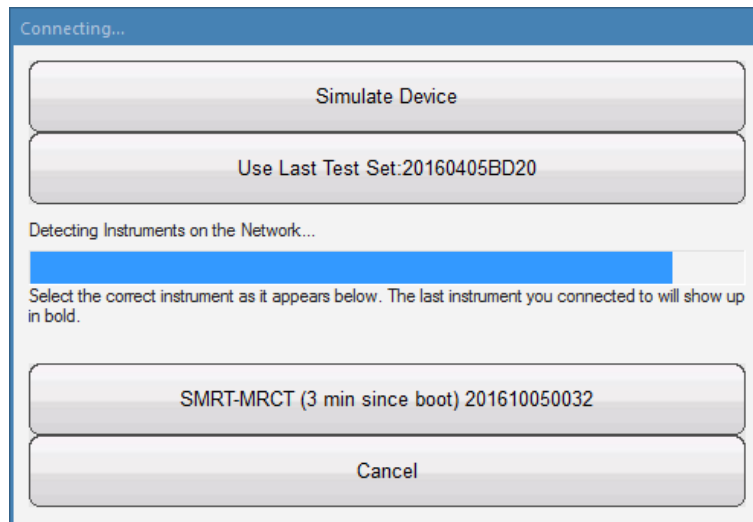 Connecting...
Simulate Device
Use Last Test Set:20160405BD20
Detecting Instruments on the Network...
Select the correct instrument as it appears below. The last instrument you connected to will show up
in bold.
SMRT-MRCT (3 min since boot) 201610050032
Cancel